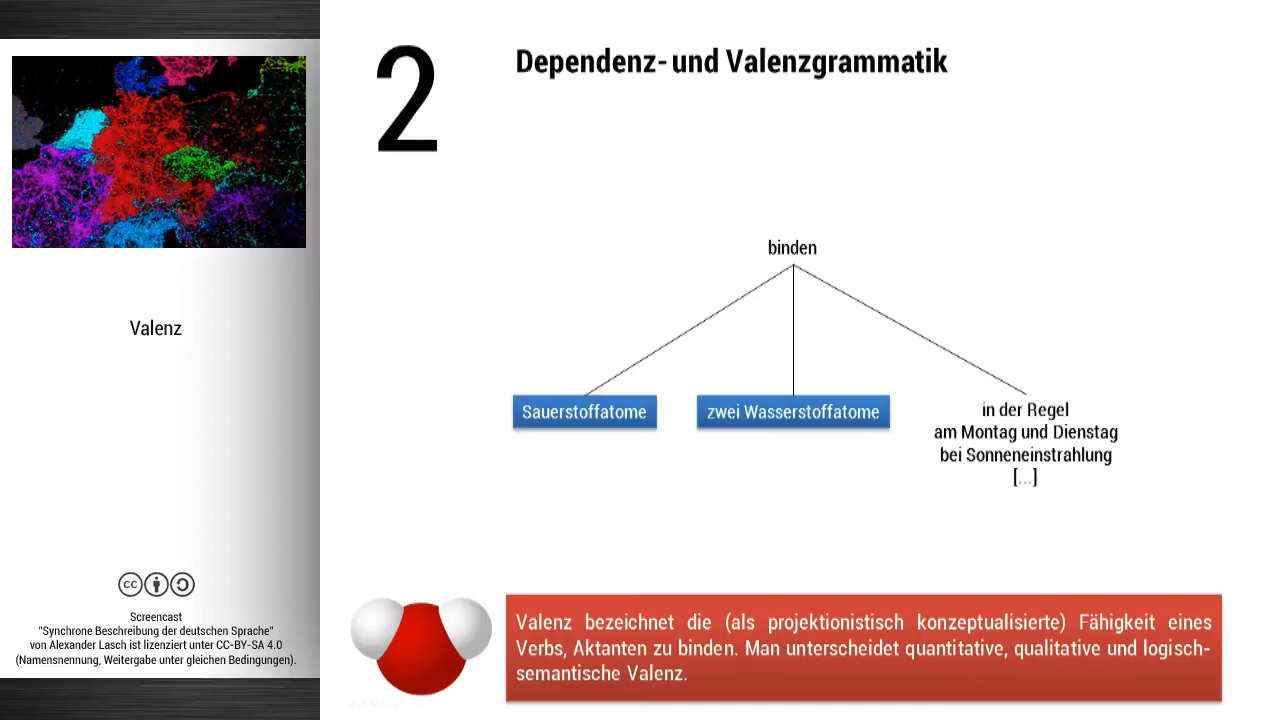 2
Dependenz- und Valenzgrammatik
Valenz
binden
Sauerstoffatome
zwei Wasserstoffatome
in der Regel
am Montag und Dienstag
bei Sonneneinstrahlung
[...]
Valenz bezeichnet die (als projektionistisch konzeptualisierte) Fähigkeit eines
Verbs, Aktanten zu binden. Man unterscheidet quantitative, qualitative und logisch-
semantische Valenz.
cc
Screencast
"Synchrone Beschreibung der deutschen Sprache"
von Alexander Lasch ist lizenziert unter CC-BY-SA 4.0
(Namensnennung, Weitergabe unter gleichen Bedingungen).